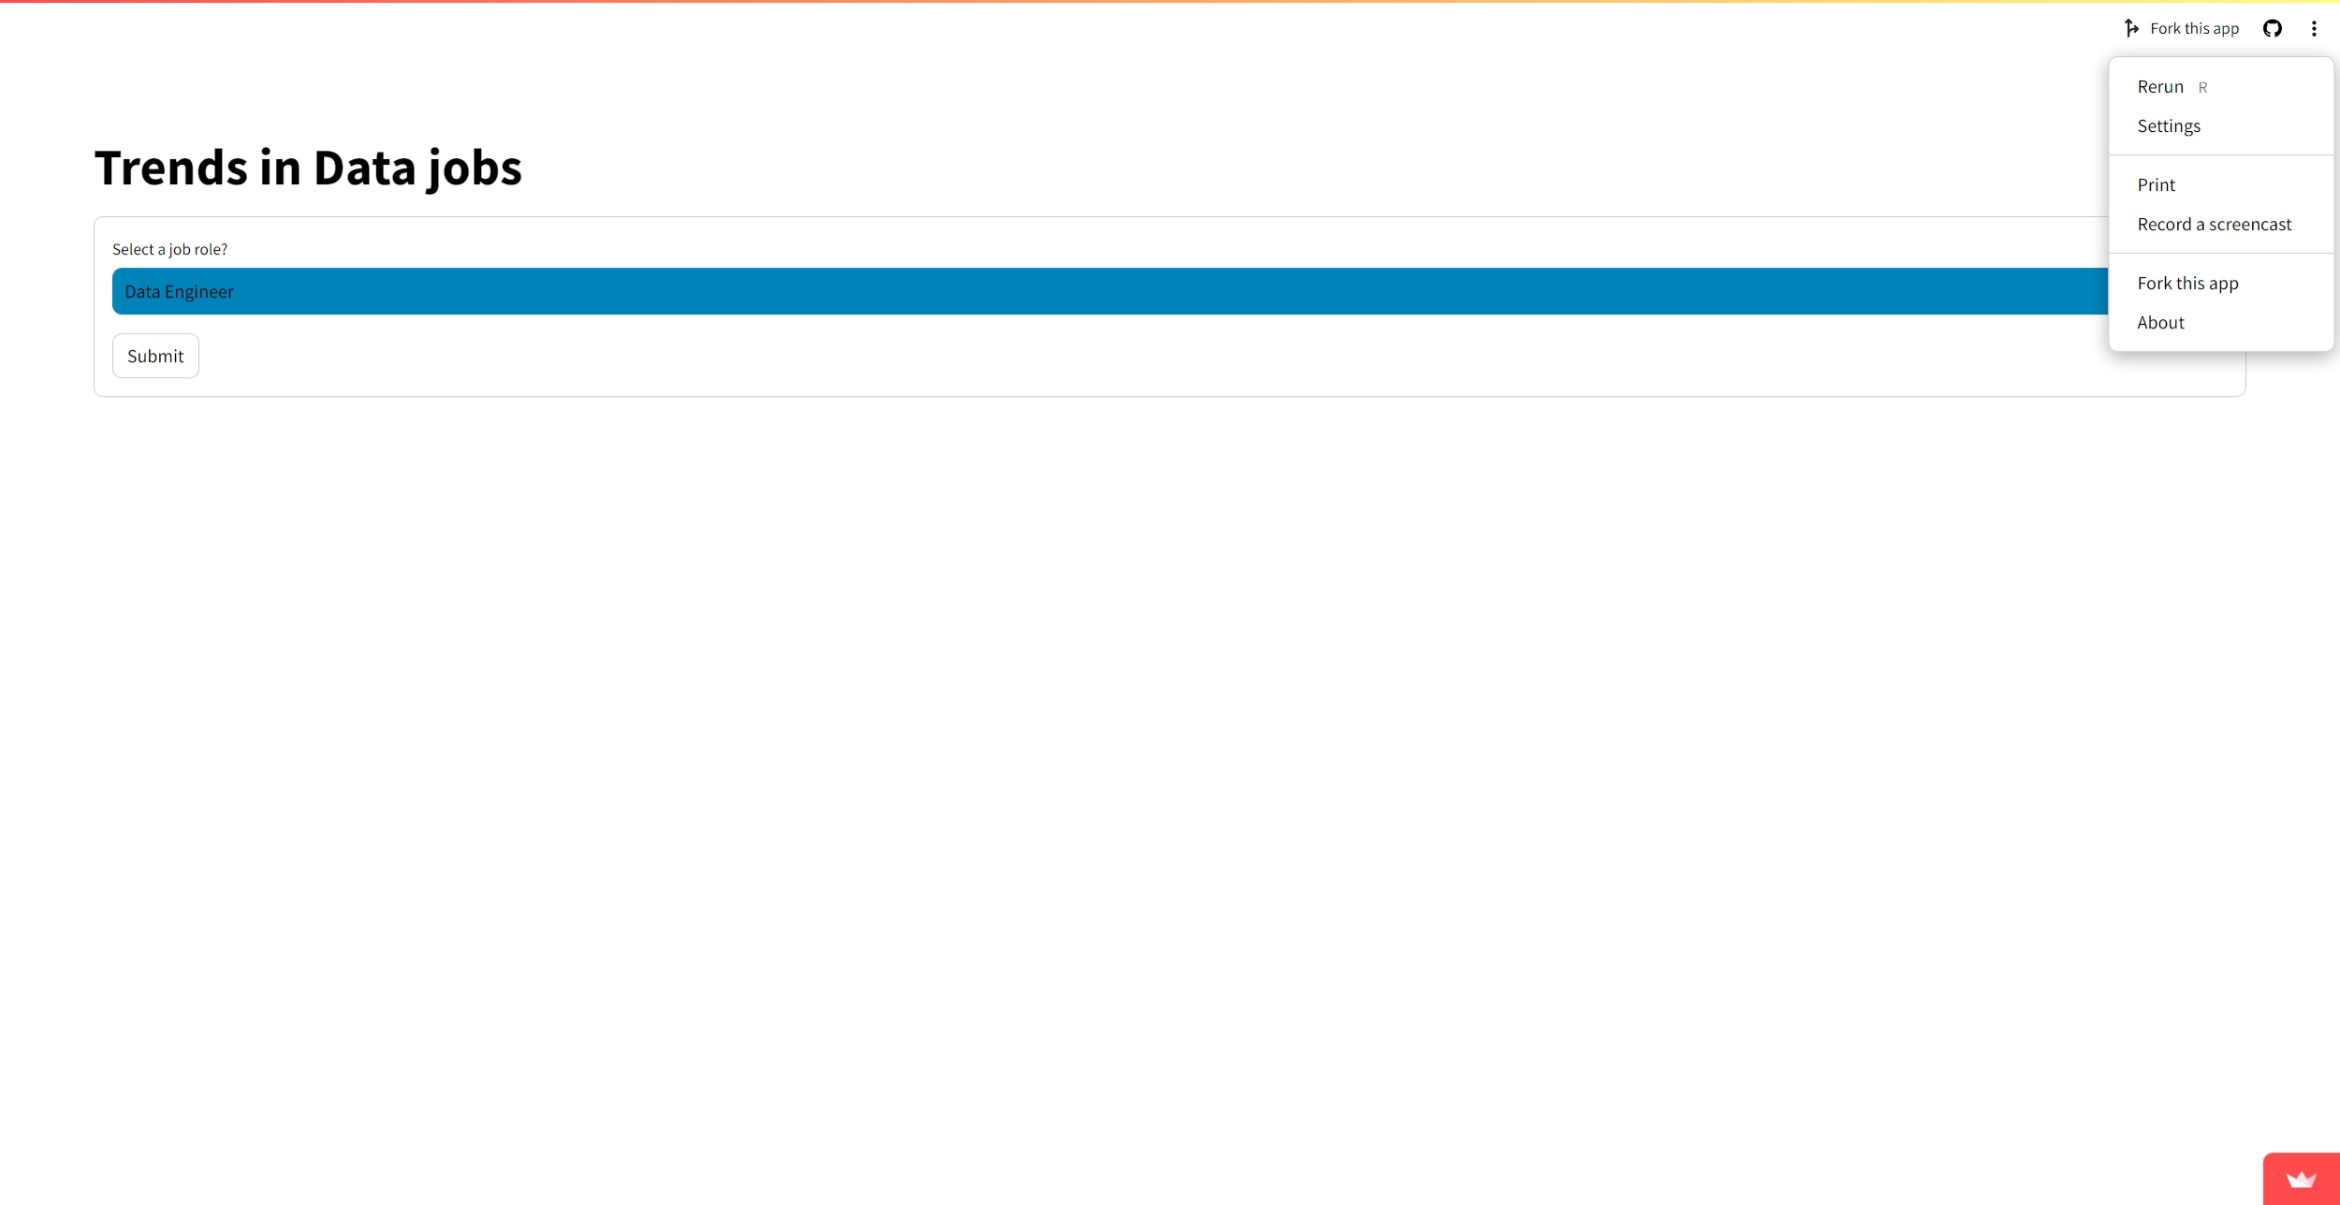 Fork this app
Rerun R
Settings
Print
Record a screencast
Fork this app
About
Trends in Data jobs
Select a job role?
Data Engineer
Submit